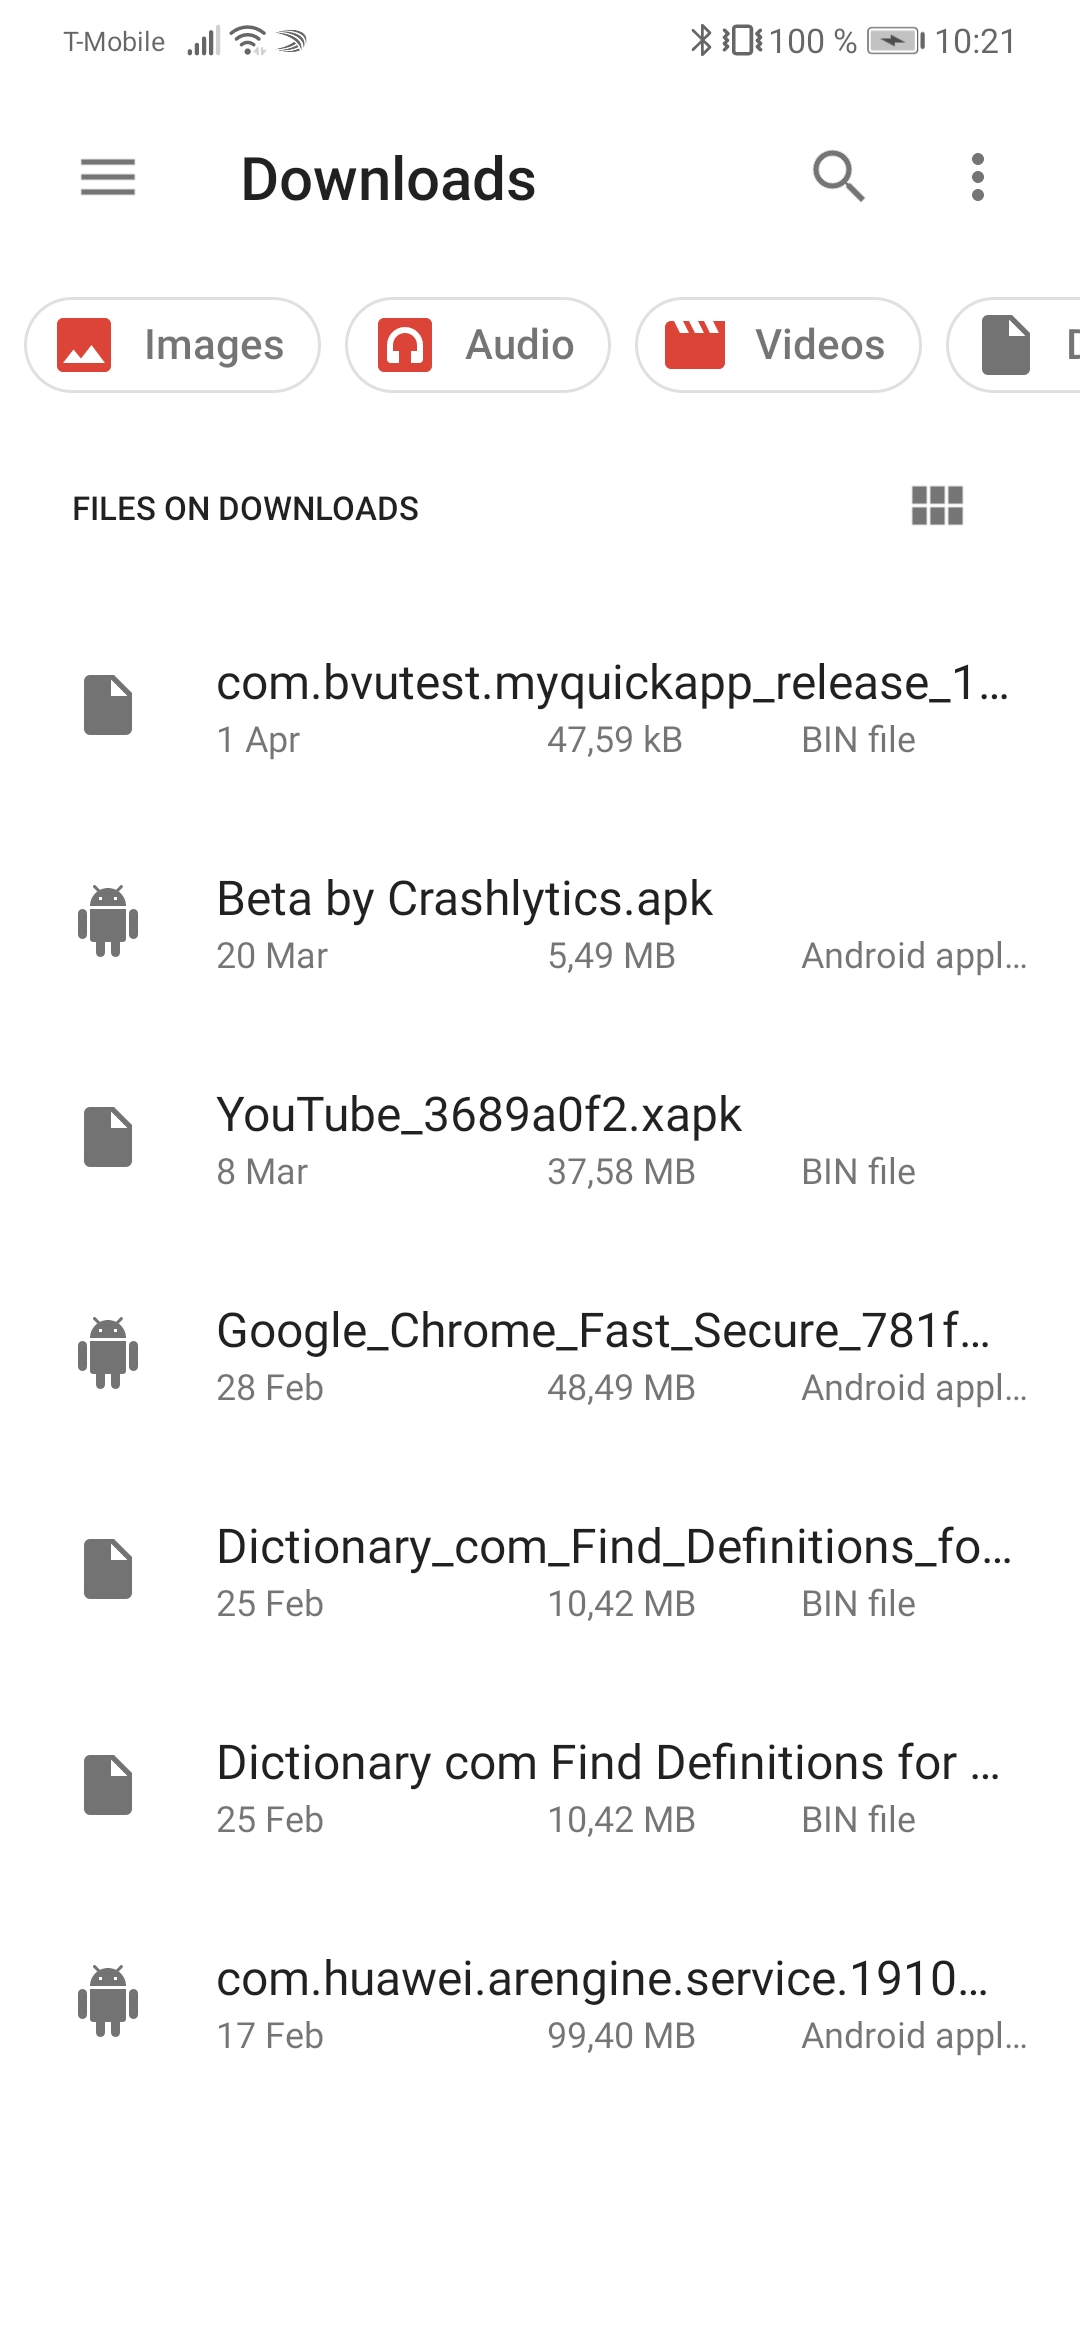 T-Mobile 100 % 10:21
Downloads
Images Audio Videos D
FILES ON DOWNLOADS
com.bvutest.myquickapp_release_1...
1 Apr 47,59 kB BIN file
Beta by Crashlytics.apk
20 Mar 5,49 MB Android appl...
YouTube_3689a0f2.xapk
8 Mar 37,58 MB BIN file
Google_Chrome_Fast_Secure_781f...
28 Feb 48,49 MB Android appl...
Dictionary_com_Find_Definitions_fo...
25 Feb 10,42 MB BIN file
Dictionary com Find Definitions for ...
25 Feb 10,42 MB BIN file
com.huawei.arengine.service.1910...
17 Feb 99,40 MB Android appl...